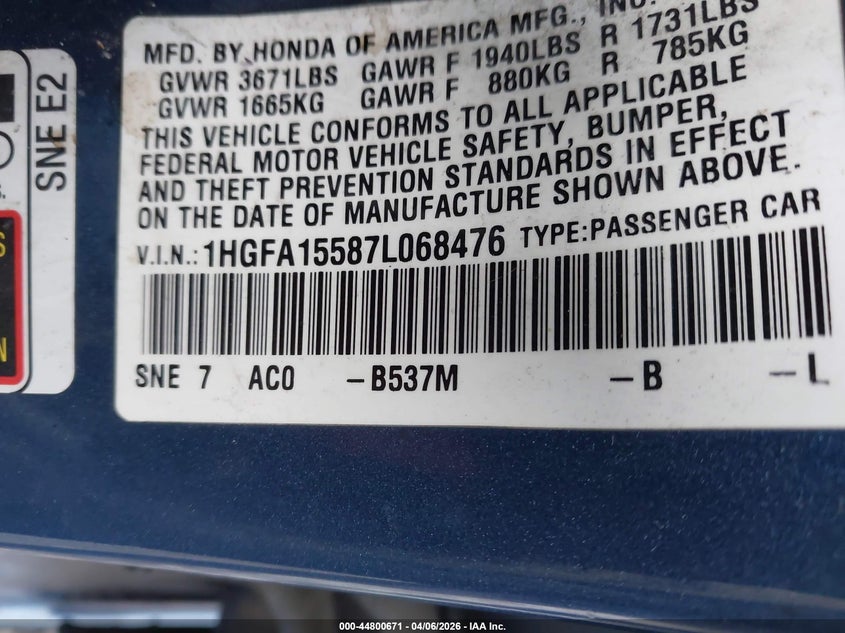 MFD. BY HONDA OF AMERICA MFG., INC.
GVWR 3671LBS GAWR F 1940LBS R 1731LBS
GVWR 1665KG GAWR F 880KG R 785KG
THIS VEHICLE CONFORMS TO ALL APPLICABLE
FEDERAL MOTOR VEHICLE SAFETY, BUMPER,
AND THEFT PREVENTION STANDARDS IN EFFECT
ON THE DATE OF MANUFACTURE SHOWN ABOVE.
V.I.N.: 1HGFA15587L068476 TYPE:PASSENGER CAR
SNE 7 AC0 -B537M -B -L
SNE E2
000-44800671 | 04/06/2026 - IAA Inc.